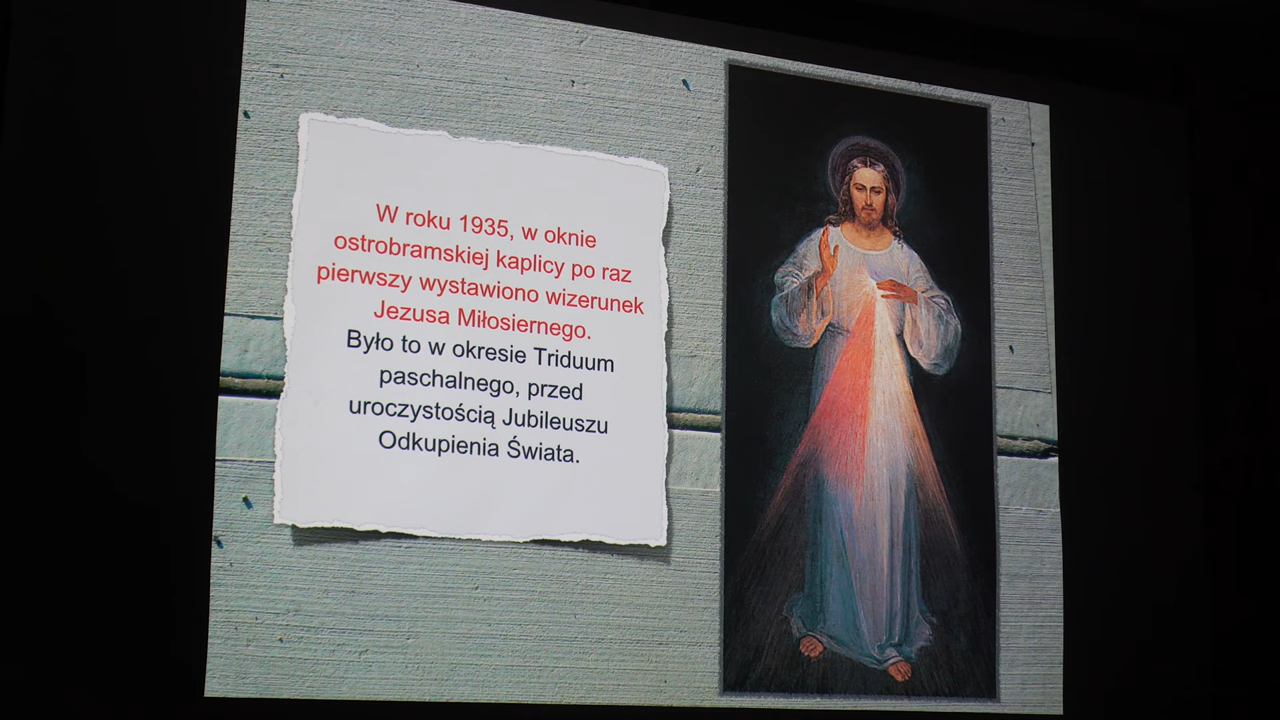 W roku 1935, w oknie
ostrobramskiej kaplicy po raz
pierwszy wystawiono wizerunek
Jezusa Miłosiernego.
Było to w okresie Triduum
paschalnego, przed
uroczystością Jubileuszu
Odkupienia Świata.